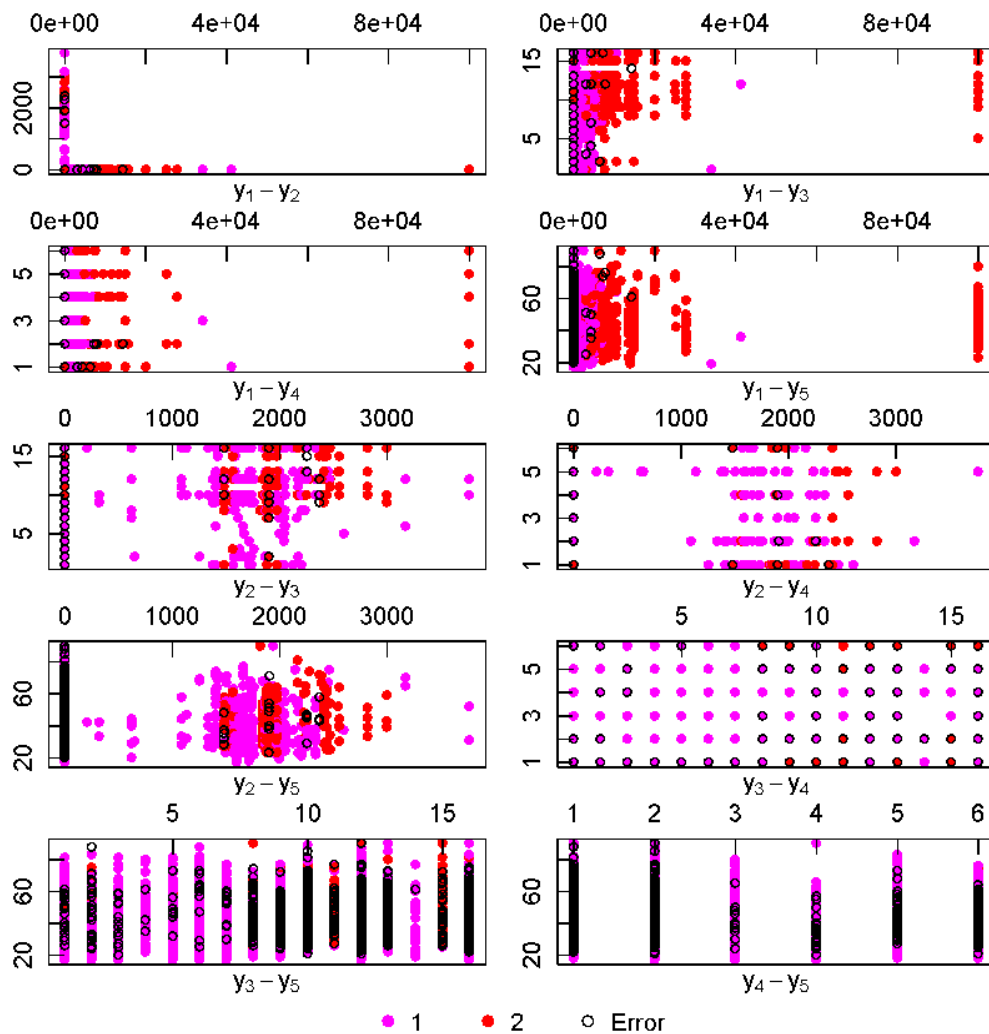 0e+00 4e+04 8e+04
0e+00 4e+04 8e+04
0 2000
5 15
y1 – y2
y1 – y3
0e+00 4e+04 8e+04
0e+00 4e+04 8e+04
1 3 5
20 60
y1 – y4
y1 – y5
0 1000 2000 3000
0 1000 2000 3000
5 15
1 3 5
y2 – y3
y2 – y4
0 1000 2000 3000
5 10 15
20 60
1 3 5
y2 – y5
y3 – y4
5 10 15
1 2 3 4 5 6
20 60
20 60
y3 – y5
y4 – y5
1 2 Error